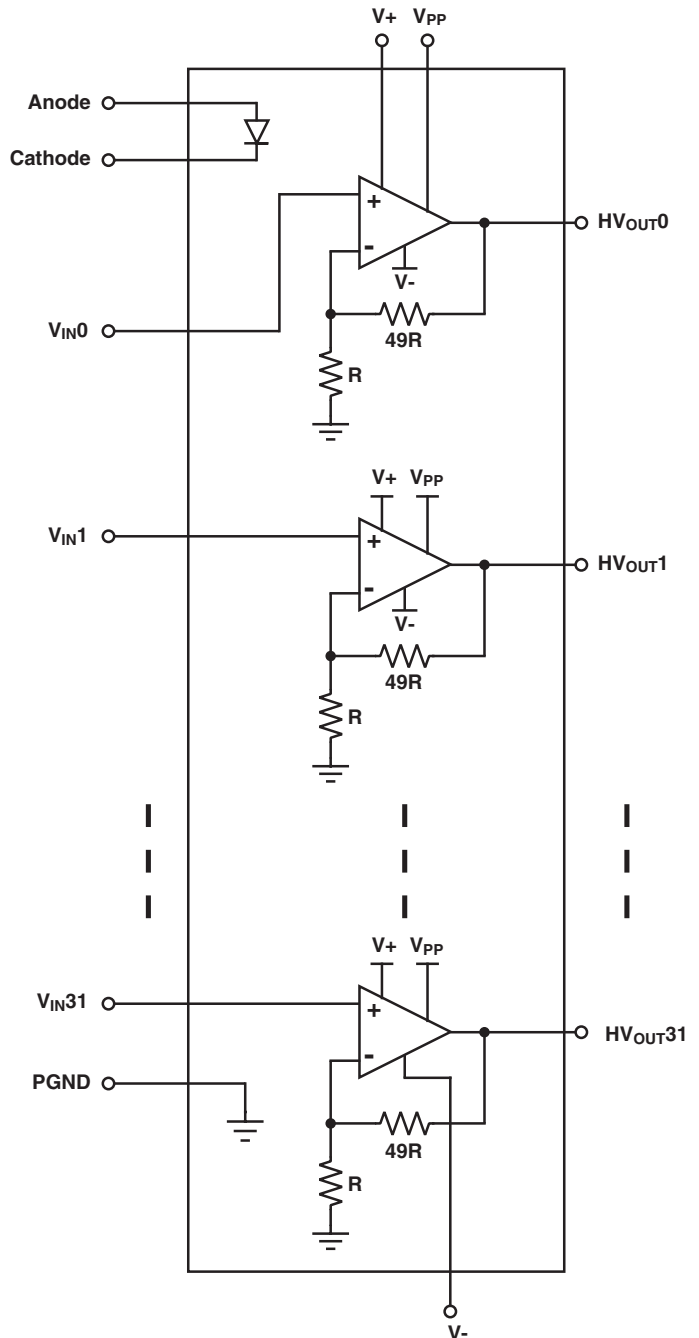 V+ VPP
Anode
Cathode
+
HVOUT0
-
V-
VIN0
49R
R
V+ VPP
VIN1
+
HVOUT1
-
V-
49R
R
V+ VPP
VIN31
+
HVOUT31
-
PGND
49R
R
V-